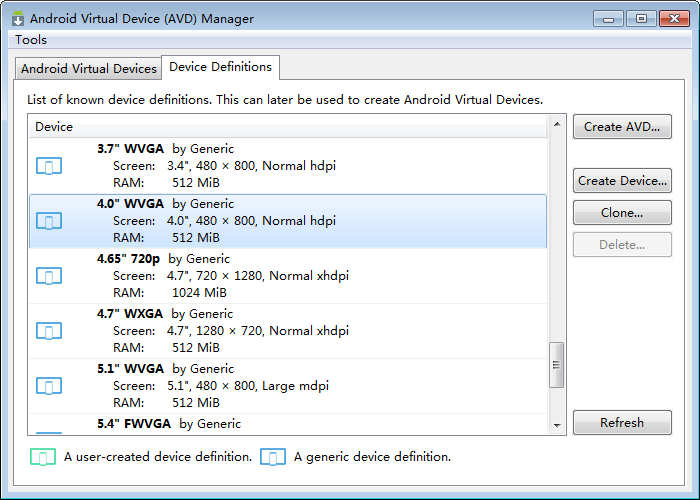 Android Virtual Device (AVD) Manager
Tools
Android Virtual Devices Device Definitions
List of known device definitions. This can later be used to create Android Virtual Devices.
Device
Create AVD...
3.7" WVGA by Generic
Screen: 3.4", 480 × 800, Normal hdpi
RAM: 512 MiB
Create Device...
4.0" WVGA by Generic
Screen: 4.0", 480 × 800, Normal hdpi
RAM: 512 MiB
Clone...
Delete...
4.65" 720p by Generic
Screen: 4.7", 720 × 1280, Normal xhdpi
RAM: 1024 MiB
4.7" WXGA by Generic
Screen: 4.7", 1280 × 720, Normal xhdpi
RAM: 512 MiB
5.1" WVGA by Generic
Screen: 5.1", 480 × 800, Large mdpi
RAM: 512 MiB
5.4" FWVGA by Generic
Refresh
A user-created device definition. A generic device definition.